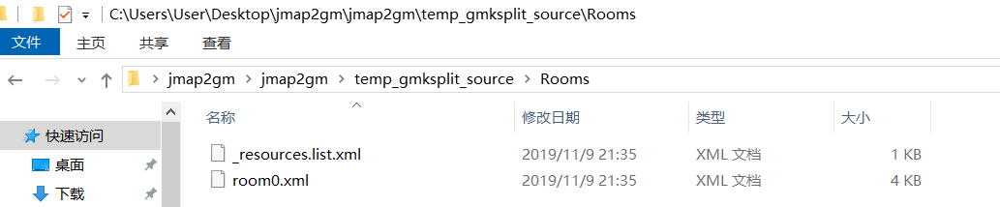 C:\Users\User\Desktop\jmap2gm\jmap2gm\temp_gmksplit_source\Rooms
文件 主页 共享 查看
jmap2gm jmap2gm temp_gmksplit_source Rooms
名称 修改日期 类型 大小
快速访问
_resources.list.xml 2019/11/9 21:35 XML 文档 1 KB
桌面
room0.xml 2019/11/9 21:35 XML 文档 4 KB
下载